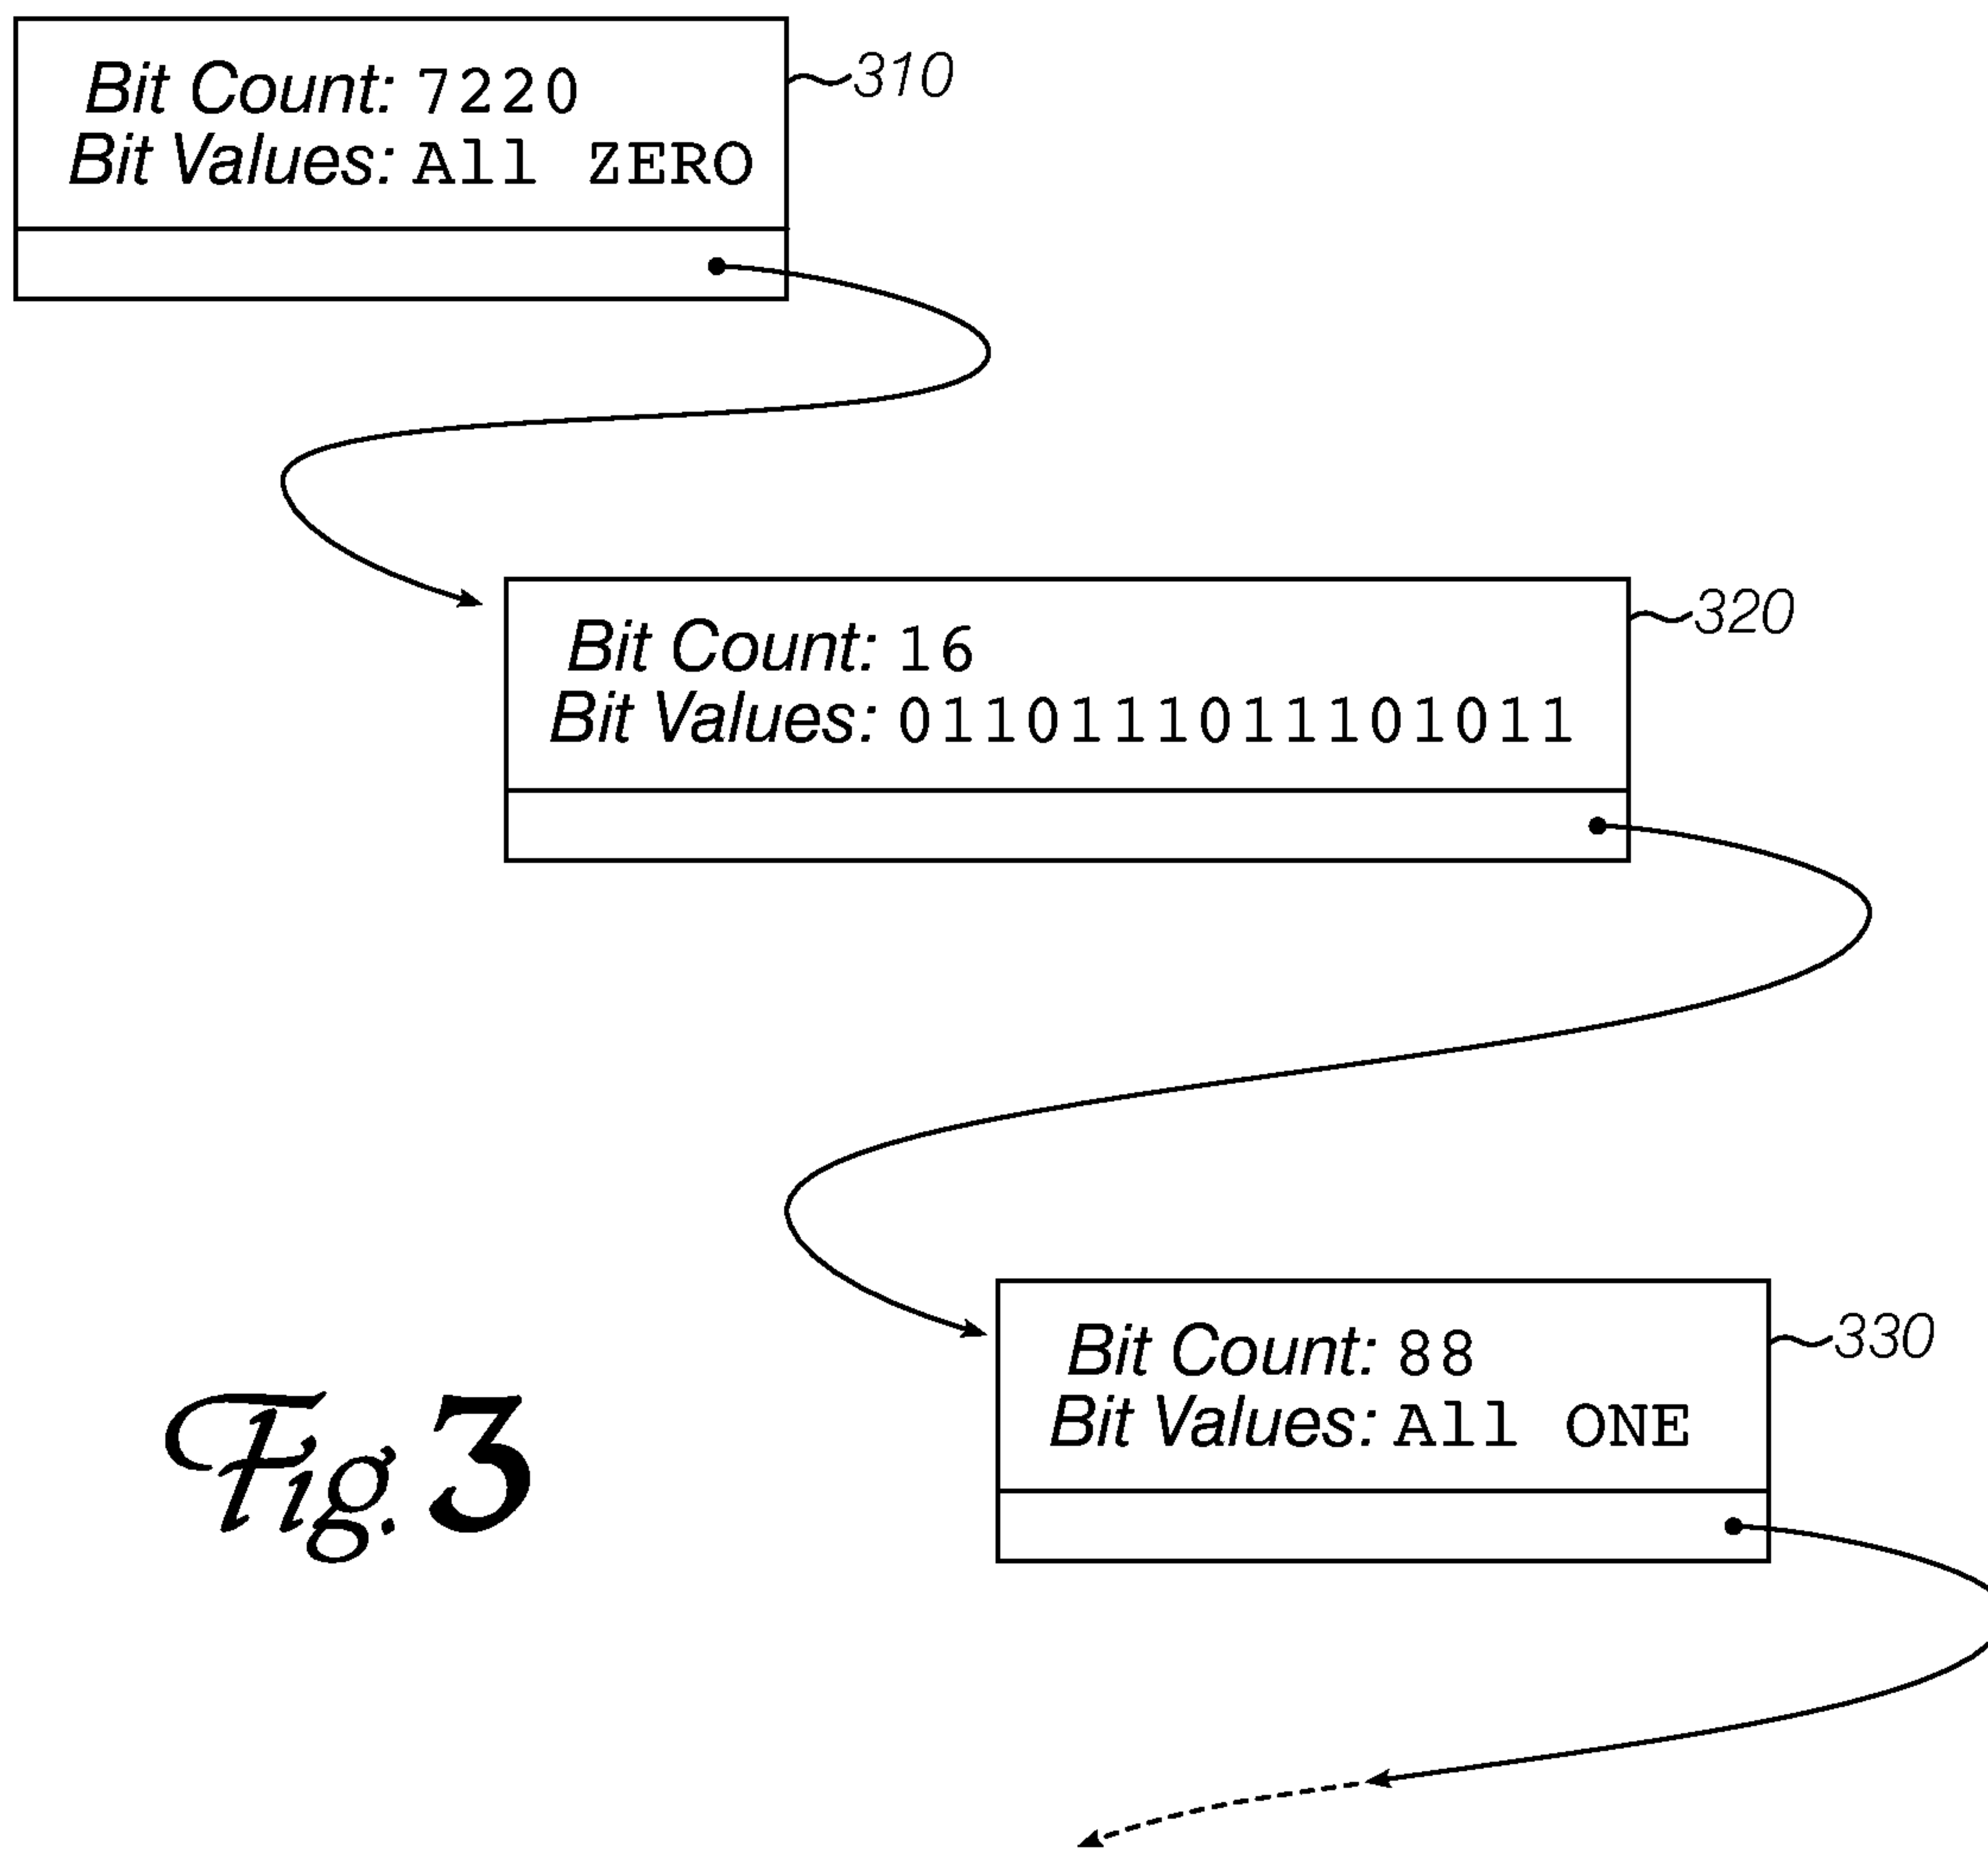 Bit Count: 7220
Bit Values: All ZERO
310
Bit Count: 16
Bit Values: 0110111011101011
320
Bit Count: 88
Bit Values: All ONE
330
Fig. 3